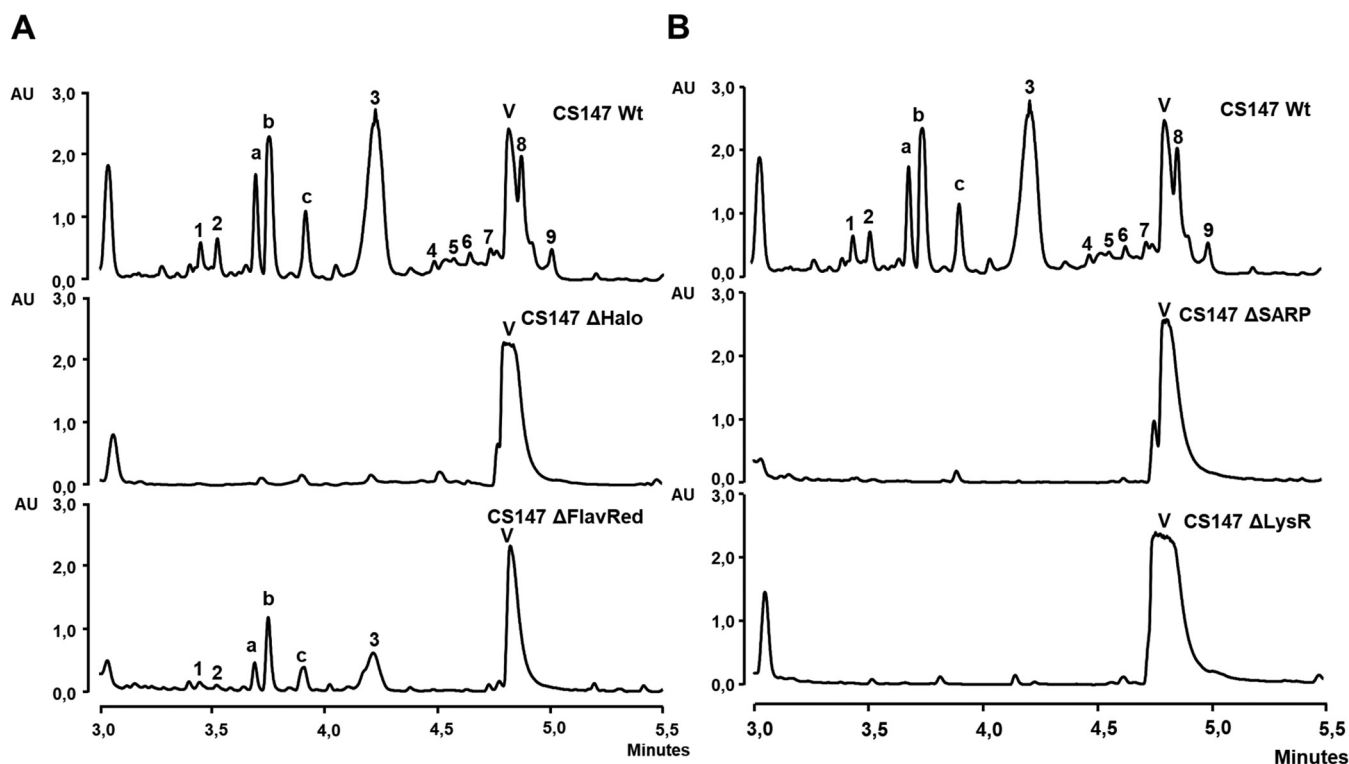 A
AU
3,0
2,0
1,0
0,0
1
2
a
b
c
3
4
5
6
7
V
8
9
CS147 Wt
AU
3,0
2,0
1,0
0,0
V
CS147 ΔHalo
AU
3,0
2,0
1,0
0,0
1
2
a
b
c
3
V
CS147 ΔFlavRed
3,0
3,5
4,0
4,5
5,0
5,5
Minutes
B
AU
3,0
2,0
1,0
0,0
1
2
a
b
c
3
4
5
6
7
V
8
9
CS147 Wt
AU
3,0
2,0
1,0
0,0
V
CS147 ΔSARP
AU
3,0
2,0
1,0
0,0
V
CS147 ΔLysR
3,0
3,5
4,0
4,5
5,0
5,5
Minutes